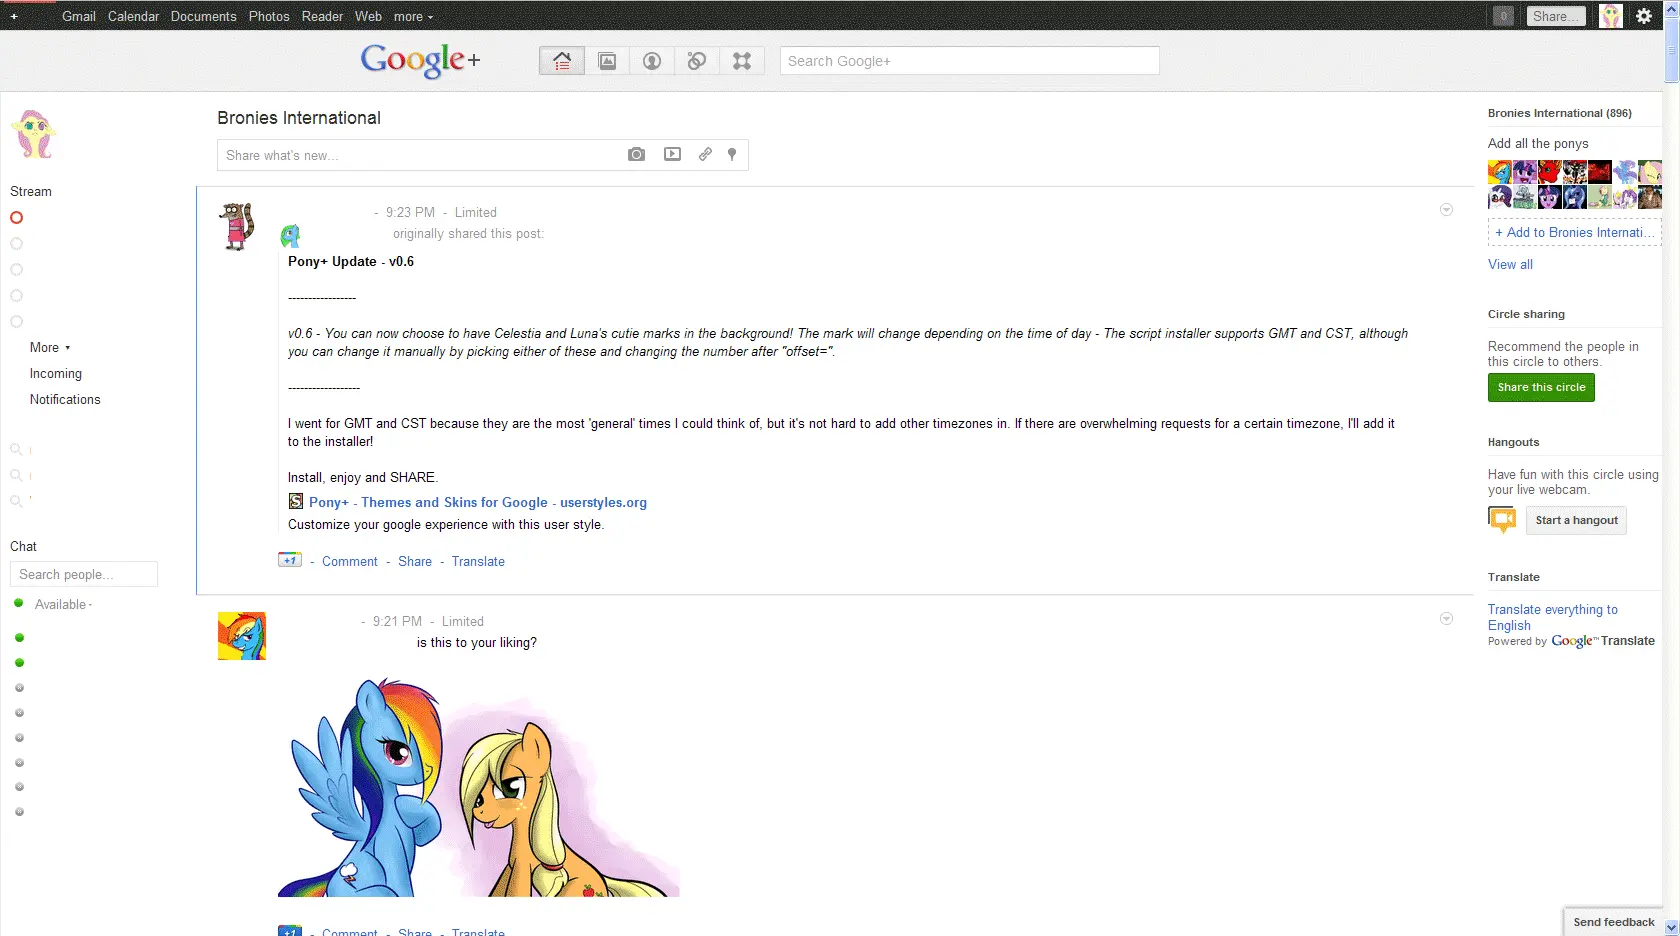 + Gmail Calendar Documents Photos Reader Web more
0 Share...
Google+
Search Google+
Bronies International
Share what's new...
Stream
More
Incoming
Notifications
Chat
Search people...
Available
- 9:23 PM - Limited
originally shared this post:
Pony+ Update - v0.6
-----------------
v0.6 - You can now choose to have Celestia and Luna's cutie marks in the background! The mark will change depending on the time of day - The script installer supports GMT and CST, although
you can change it manually by picking either of these and changing the number after "offset=".
------------------
I went for GMT and CST because they are the most 'general' times I could think of, but it's not hard to add other timezones in. If there are overwhelming requests for a certain timezone, I'll add it
to the installer!
Install, enjoy and SHARE.
S Pony+ - Themes and Skins for Google - userstyles.org
Customize your google experience with this user style.
+1 - Comment - Share - Translate
- 9:21 PM - Limited
is this to your liking?
+1 - Comment - Share - Translate
Bronies International (896)
Add all the ponys
+ Add to Bronies Internati...
View all
Circle sharing
Recommend the people in
this circle to others.
Share this circle
Hangouts
Have fun with this circle using
your live webcam.
Start a hangout
Translate
Translate everything to
English
Powered by Google™ Translate
Send feedback